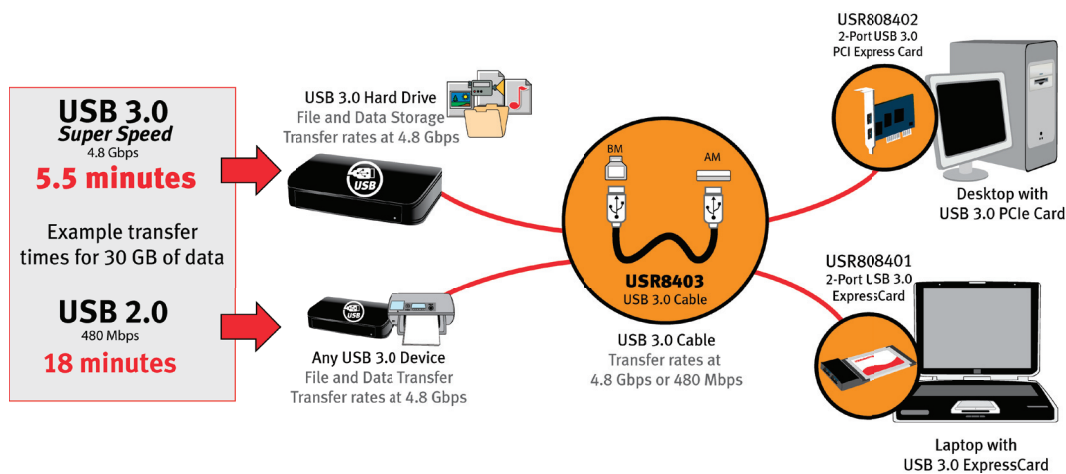 USB 3.0
Super Speed
4.8 Gbps
5.5 minutes
Example transfer
times for 30 GB of data
USB 2.0
480 Mbps
18 minutes
USB 3.0 Hard Drive
File and Data Storage
Transfer rates at 4.8 Gbps
USB
USB
Any USB 3.0 Device
File and Data Transfer
Transfer rates at 4.8 Gbps
BM
AM
USR8403
USB 3.0 Cable
USB 3.0 Cable
Transfer rates at
4.8 Gbps or 480 Mbps
USR808402
2-Port USB 3.0
PCI Express Card
Desktop with
USB 3.0 PCIe Card
USR808401
2-Port USB 3.0
ExpressCard
Laptop with
USB 3.0 ExpressCard